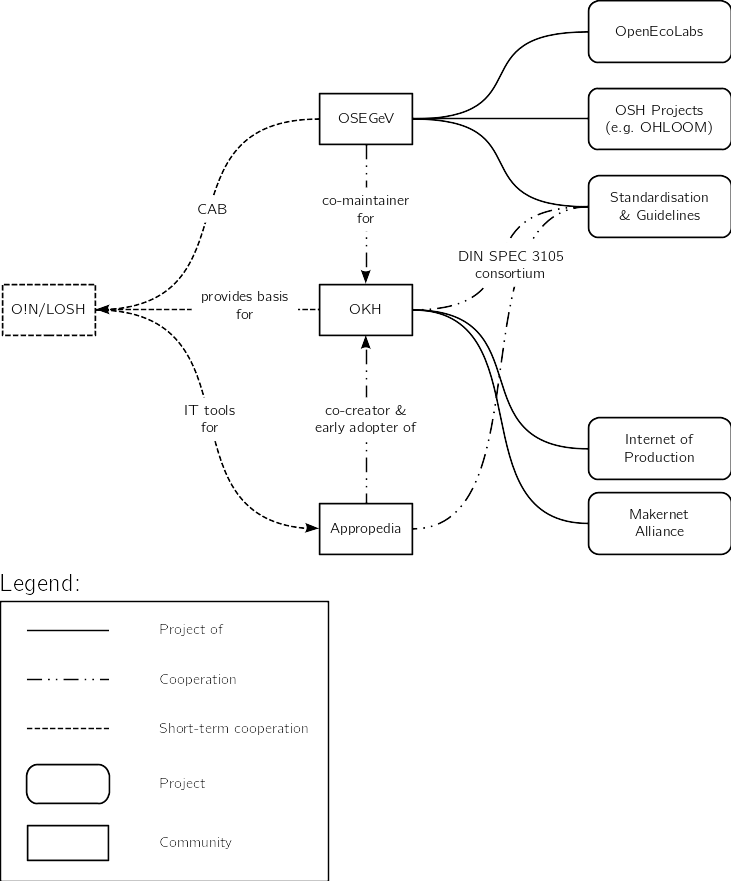 OpenEcoLabs
OSEGeV
OSH Projects
(e.g. OHLOOM)
CAB
co-maintainer
for
Standardisation
& Guidelines
DIN SPEC 3105
consortium
O!N/LOSH
provides basis
for
OKH
IT tools
for
co-creator &
early adopter of
Internet of
Production
Appropedia
Makernet
Alliance
Legend:
Project of
Cooperation
Short-term cooperation
Project
Community